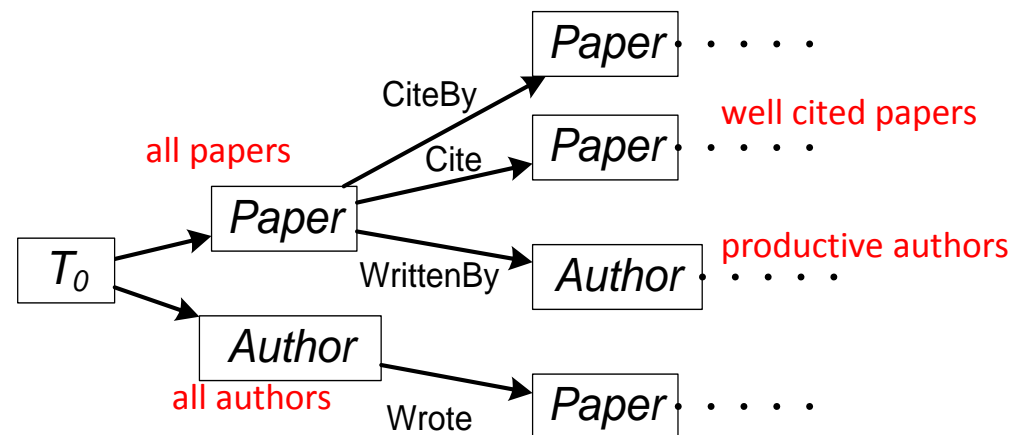 Paper
CiteBy
well cited papers
all papers
Cite
Paper
Paper
T0
productive authors
WrittenBy
Author
Author
all authors
Wrote
Paper